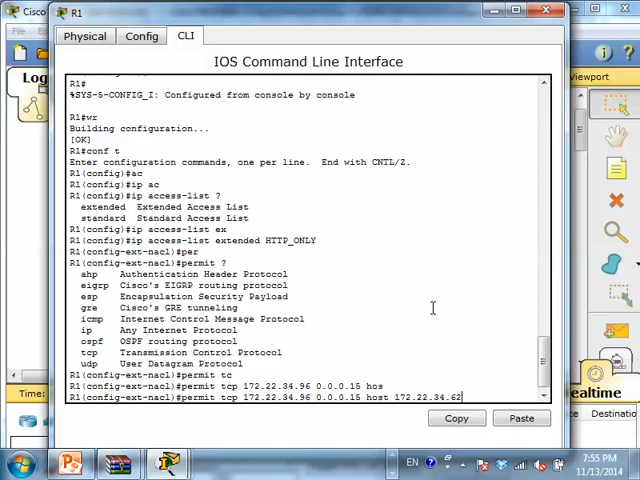 Cisco
R1
Physical
Config
CLI
IOS Command Line Interface
R1#
%SYS-5-CONFIG_I: Configured from console by console
R1#wr
Building configuration...
[OK]
R1#conf t
Enter configuration commands, one per line.  End with CNTL/Z.
R1(config)#ac
R1(config)#ip ac
R1(config)#ip access-list ?
extended  Extended Access List
standard  Standard Access List
R1(config)#ip access-list ex
R1(config)#ip access-list extended HTTP_ONLY
R1(config-ext-nacl)#per
R1(config-ext-nacl)#permit ?
ahp    Authentication Header Protocol
eigrp  Cisco's EIGRP routing protocol
esp    Encapsulation Security Payload
gre    Cisco's GRE tunneling
icmp   Internet Control Message Protocol
ip     Any Internet Protocol
ospf   OSPF routing protocol
tcp    Transmission Control Protocol
udp    User Datagram Protocol
R1(config-ext-nacl)#permit tc
R1(config-ext-nacl)#permit tcp 172.22.34.96 0.0.0.15 hos
R1(config-ext-nacl)#permit tcp 172.22.34.96 0.0.0.15 host 172.22.34.62
Copy
Paste
File
Log
Viewport
Time:
Realtime
Destinatio
EN
7:55 PM
11/13/2014